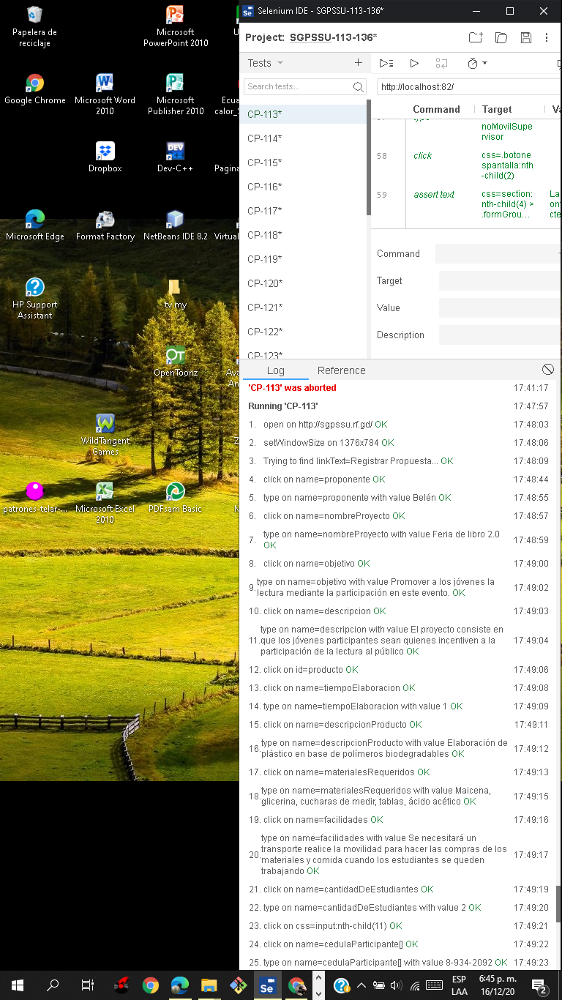 Papelera de
reciclaje
Microsoft
PowerPoint 2010
U
Google Chrome
Microsoft Word
2010
Microsoft
Publisher 2010
Ecua
calor_S
Dropbox
Dev-C++
Pagina
Microsoft Edge
Format Factory
NetBeans IDE 8.2
Virtual
HP Support
Assistant
tv my
OpenToonz
Ava
An
WildTangent
Games
Z
patrones-telar-...
Microsoft Excel
2010
PDFsam Basic
Selenium IDE - SGPSSU-113-136*
Project: SGPSSU-113-136*
Tests
Search tests...
http://localhost:82/
CP-113*
CP-114*
CP-115*
CP-116*
CP-117*
CP-118*
CP-119*
CP-120*
CP-121*
CP-122*
CP-123*
Command Target Va
noMovilSupe
rvisor
58 click css=.botone
spantalla:nth
-child(2)
59 assert text css=section: La
nth-child(4) > ont
.formGrou... cte
Command
Target
Value
Description
Log Reference
'CP-113' was aborted 17:41:17
Running 'CP-113' 17:47:57
1. open on http://sgpssu.rf.gd/ OK 17:48:03
2. setWindowSize on 1376x784 OK 17:48:06
3. Trying to find linkText=Registrar Propuesta... OK 17:48:09
4. click on name=proponente OK 17:48:44
5. type on name=proponente with value Belén OK 17:48:55
6. click on name=nombreProyecto OK 17:48:57
7. type on name=nombreProyecto with value Feria de libro 2.0
OK 17:48:59
8. click on name=objetivo OK 17:49:00
9. type on name=objetivo with value Promover a los jóvenes la
lectura mediante la participación en este evento. OK 17:49:02
10. click on name=descripcion OK 17:49:03
11. type on name=descripcion with value El proyecto consiste en
que los jóvenes participantes sean quienes incentiven a la
participación de la lectura al público OK 17:49:04
12. click on id=producto OK 17:49:06
13. click on name=tiempoElaboracion OK 17:49:08
14. type on name=tiempoElaboracion with value 1 OK 17:49:09
15. click on name=descripcionProducto OK 17:49:11
16. type on name=descripcionProducto with value Elaboración de
plástico en base de polímeros biodegradables OK 17:49:12
17. click on name=materialesRequeridos OK 17:49:13
18. type on name=materialesRequeridos with value Maicena,
glicerina, cucharas de medir, tablas, ácido acético OK 17:49:15
19. click on name=facilidades OK 17:49:16
20. type on name=facilidades with value Se necesitará un
transporte realice la movilidad para hacer las compras de los
materiales y comida cuando los estudiantes se queden
trabajando OK 17:49:17
21. click on name=cantidadDeEstudiantes OK 17:49:19
22. type on name=cantidadDeEstudiantes with value 2 OK 17:49:20
23. click on css=input:nth-child(11) OK 17:49:21
24. click on name=cedulaParticipante[] OK 17:49:22
25. type on name=cedulaParticipante[] with value 8-934-2092 OK 17:49:23
ESP
LAA
6:45 p. m.
16/12/20
2